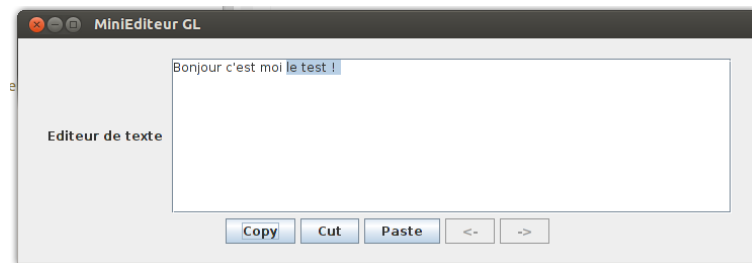 MiniEditeur GL
Bonjour c'est moi le test !
e
Editeur de texte
Copy Cut Paste <- ->